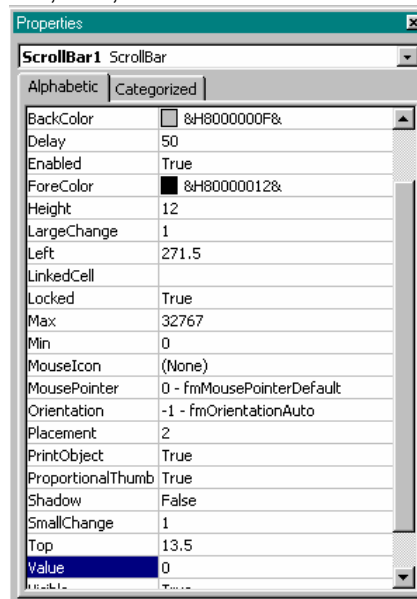 Properties
ScrollBar1 ScrollBar
Alphabetic Categorized
BackColor &H8000000F&
Delay 50
Enabled True
ForeColor &H80000012&
Height 12
LargeChange 1
Left 271.5
LinkedCell
Locked True
Max 32767
Min 0
MouseIcon (None)
MousePointer 0 - fmMousePointerDefault
Orientation -1 - fmOrientationAuto
Placement 2
PrintObject True
ProportionalThumb True
Shadow False
SmallChange 1
Top 13.5
Value 0